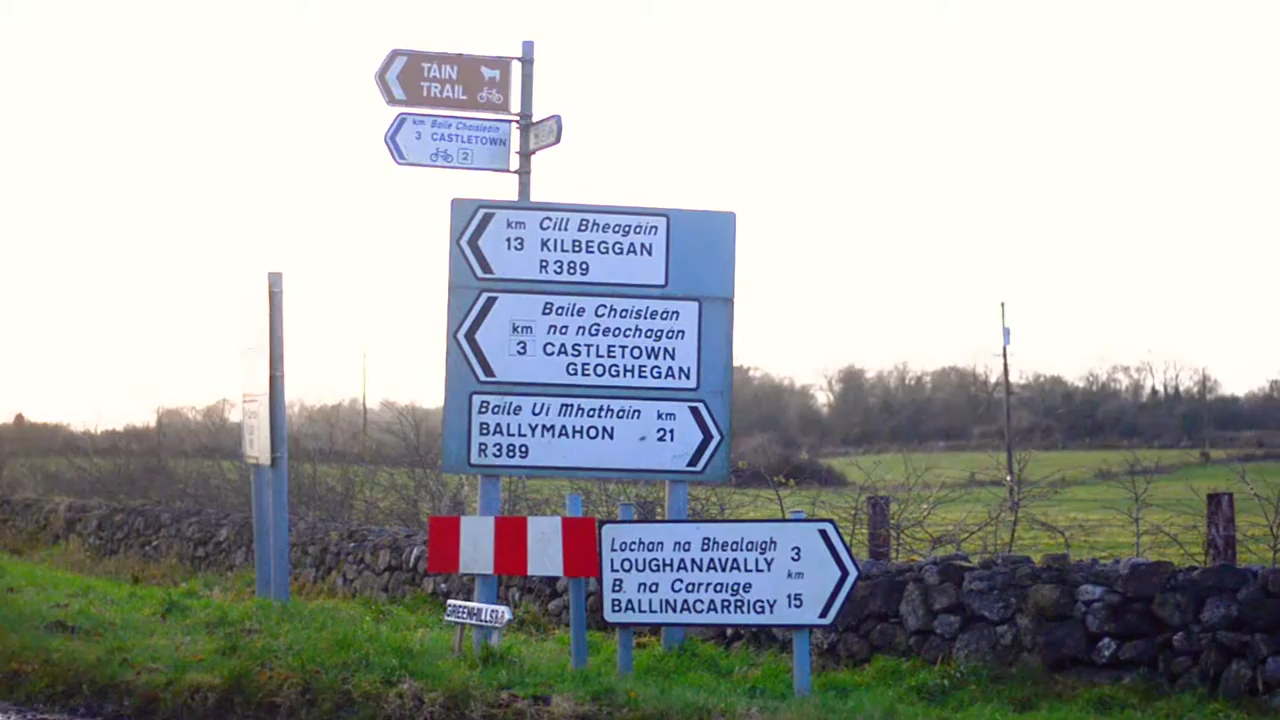 TÁIN
TRAIL
km Baile Chaisleán
3 CASTLETOWN
2
km Cill Bheagáin
13 KILBEGGAN
R389
Baile Chaisleán
km na nGeochagán
3 CASTLETOWN
GEOGHEGAN
Baile Uí Mhatháin km
BALLYMAHON 21
R389
Lochan na Bhealaigh 3
LOUGHANAVALLY
km
B. na Carraige
BALLINACARRIGY 15
GREENHILLS